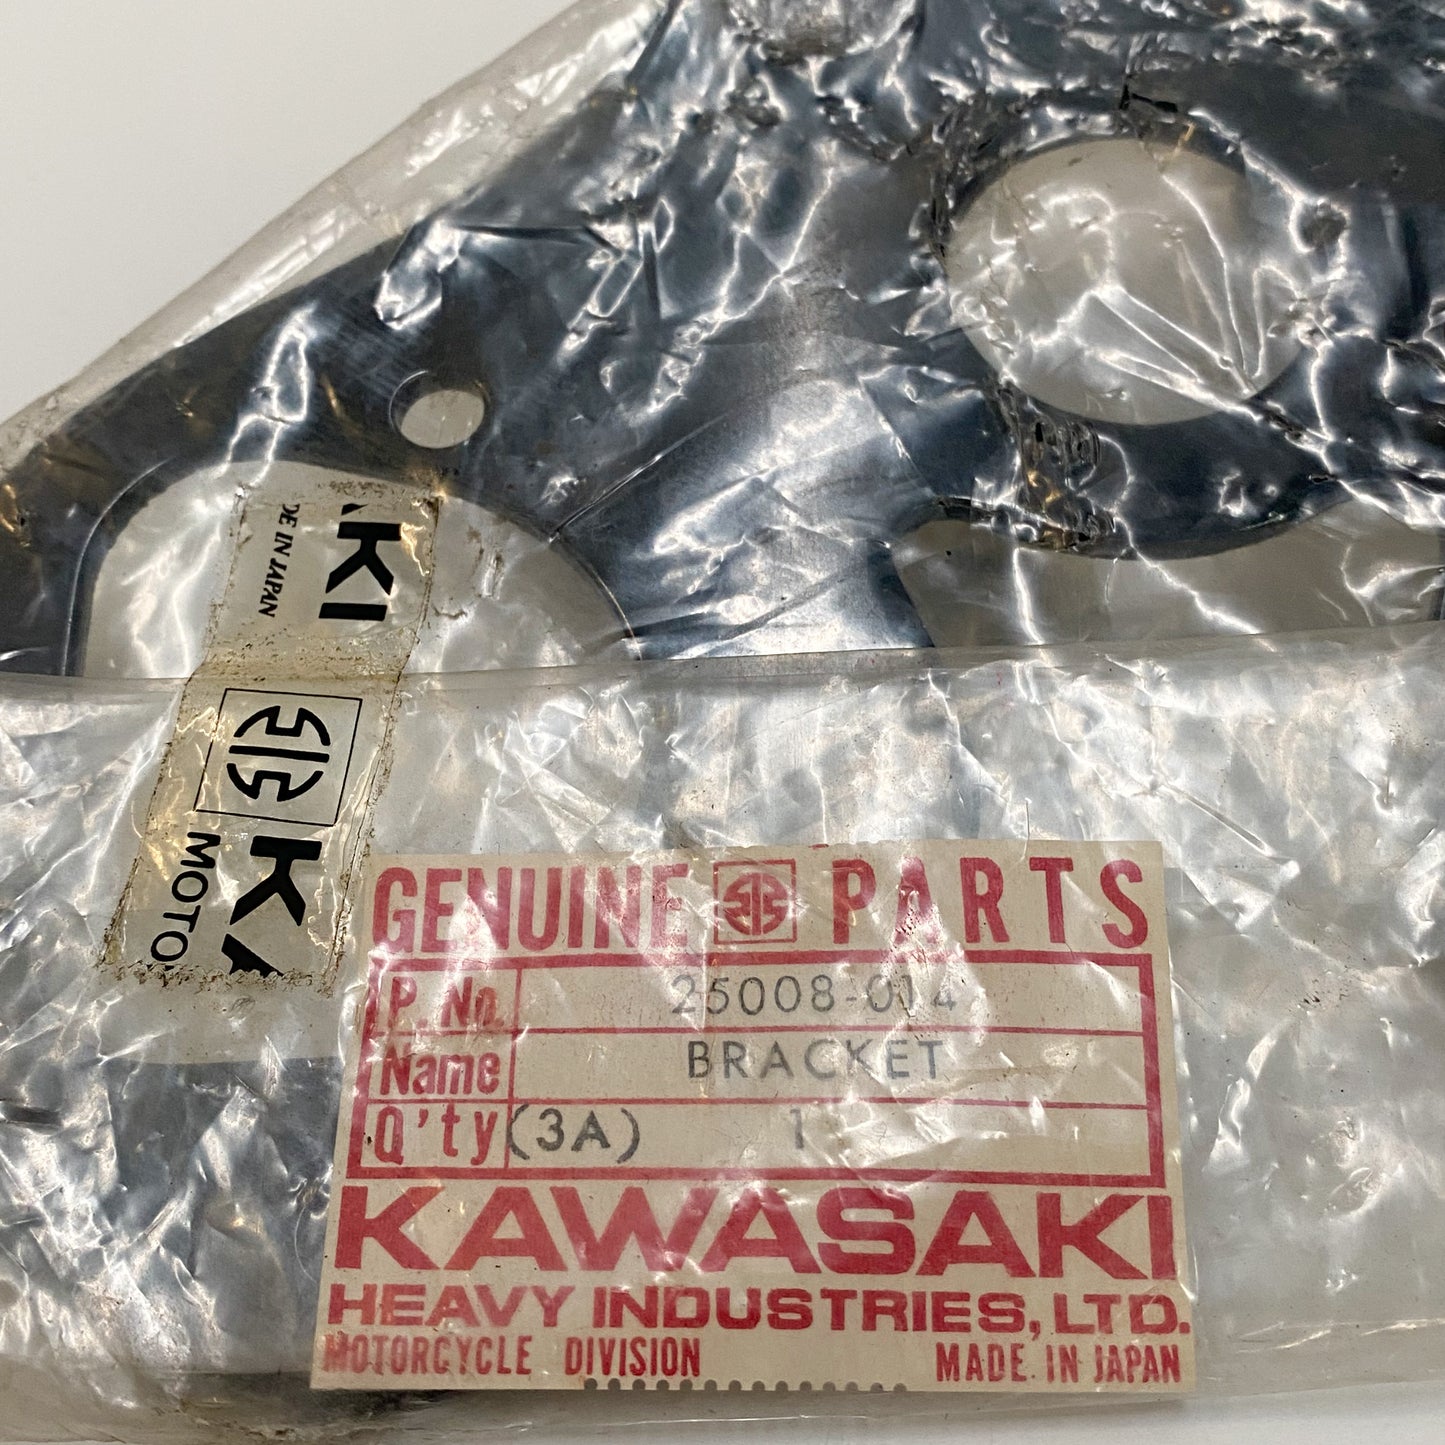 KI
DE IN JAPAN
KA
MOTO
GENUINE PARTS
P. No. 25008-014
Name BRACKET
Q'ty (3A) 1
KAWASAKI
HEAVY INDUSTRIES, LTD.
MOTORCYCLE DIVISION MADE IN JAPAN